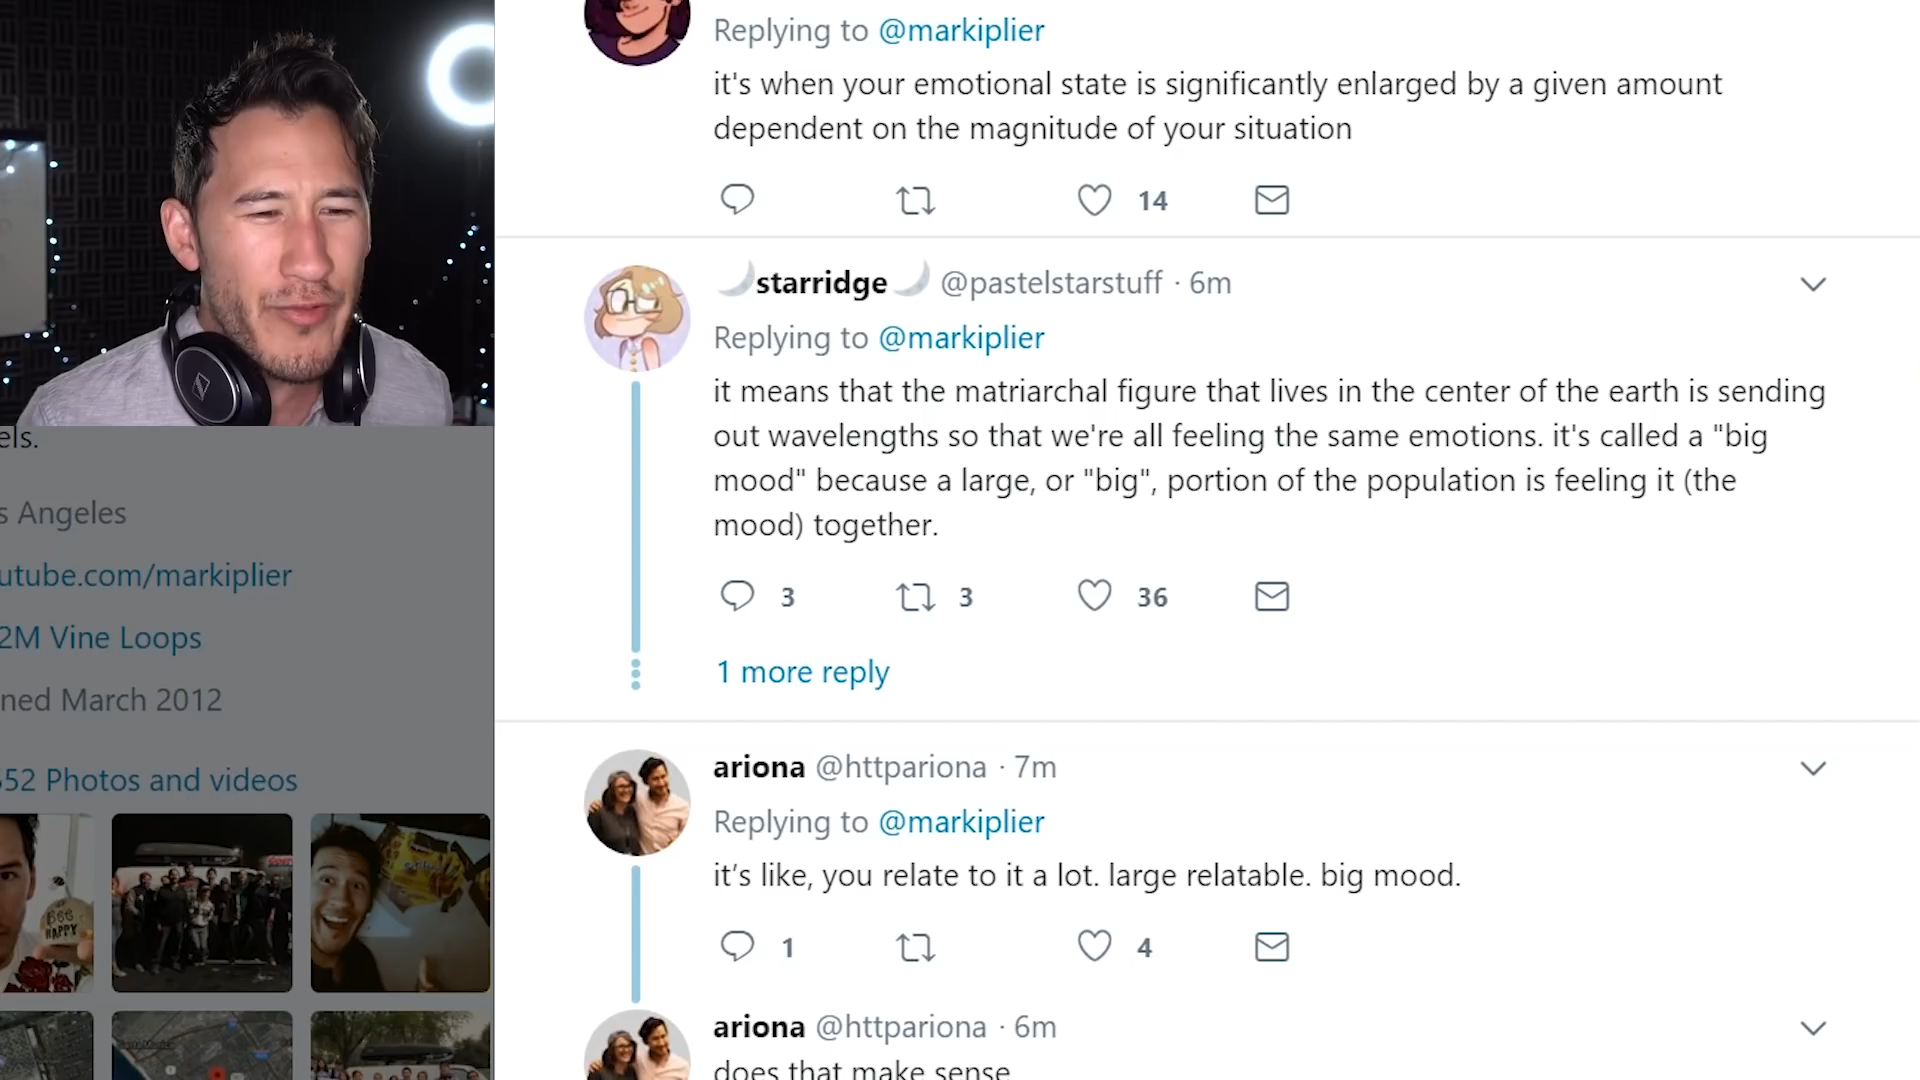 Replying to @markiplier
it's when your emotional state is significantly enlarged by a given amount
dependent on the magnitude of your situation
14
starridge @pastelstarstuff · 6m
Replying to @markiplier
it means that the matriarchal figure that lives in the center of the earth is sending
out wavelengths so that we're all feeling the same emotions. it's called a "big
mood" because a large, or "big", portion of the population is feeling it (the
mood) together.
3 3 36
1 more reply
ariona @httpariona · 7m
Replying to @markiplier
it’s like, you relate to it a lot. large relatable. big mood.
1 4
ariona @httpariona · 6m
does that make sense
els.
s Angeles
utube.com/markiplier
2M Vine Loops
ned March 2012
552 Photos and videos
BEE
HAPPY